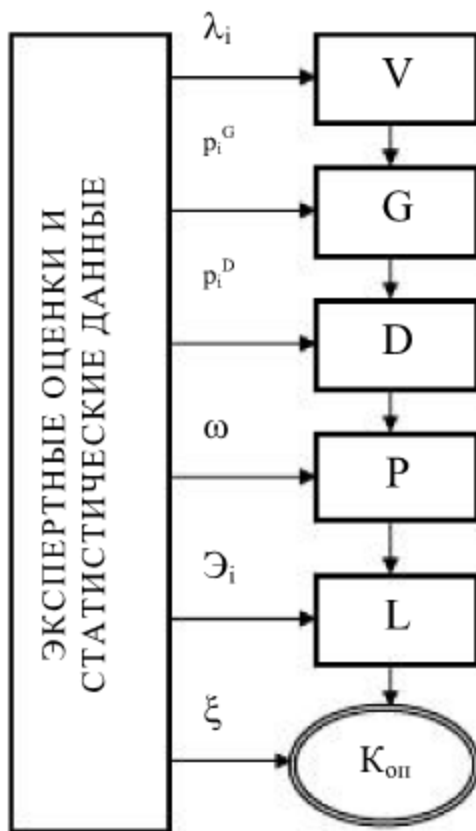 ЭКСПЕРТНЫЕ ОЦЕНКИ И
СТАТИСТИЧЕСКИЕ ДАННЫЕ
λᵢ
V
pᵢᴳ
G
pᵢᴰ
D
ω
P
Эᵢ
L
ξ
Коп